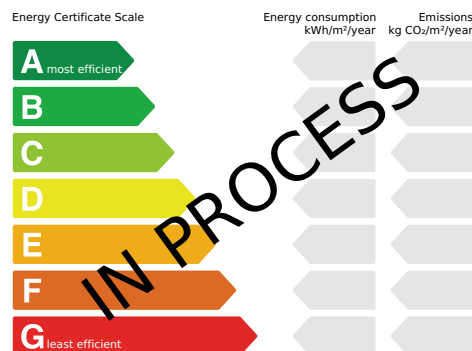 Energy Certificate Scale
Energy consumption
kWh/m²/year
Emissions
kg CO₂/m²/year
A most efficient
B
C
D
E
F
G least efficient
IN PROCESS